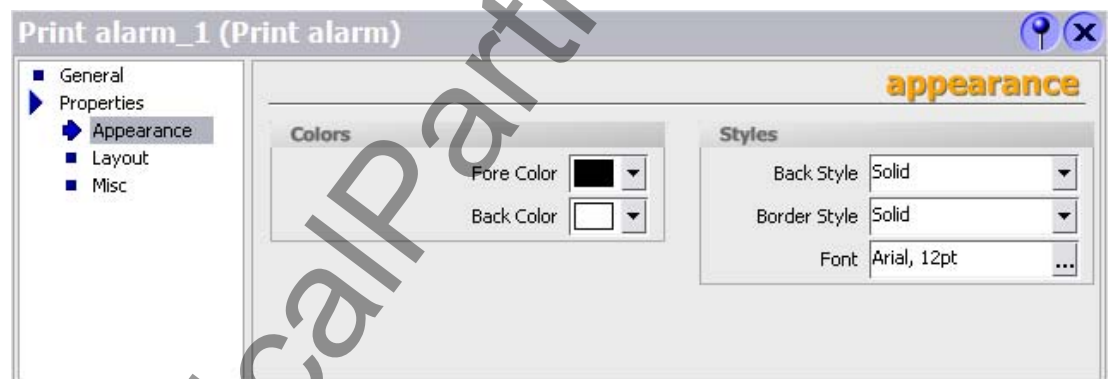 Print alarm_1 (Print alarm)
General
Properties
Appearance
Layout
Misc
appearance
Colors
Fore Color
Back Color
Styles
Back Style Solid
Border Style Solid
Font Arial, 12pt ...
calParti